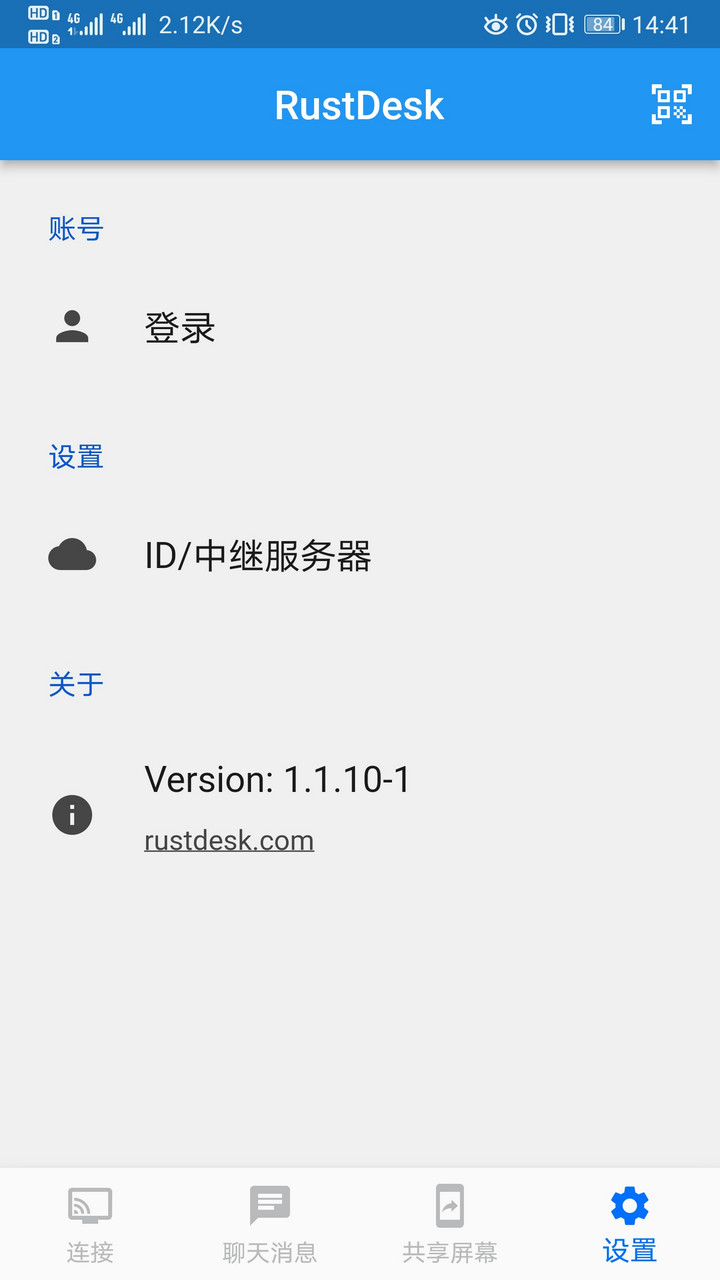 HD 1 4G 4G 2.12K/s 84 14:41
HD 2
RustDesk
账号
登录
设置
ID/中继服务器
关于
Version: 1.1.10-1
rustdesk.com
连接 聊天消息 共享屏幕 设置